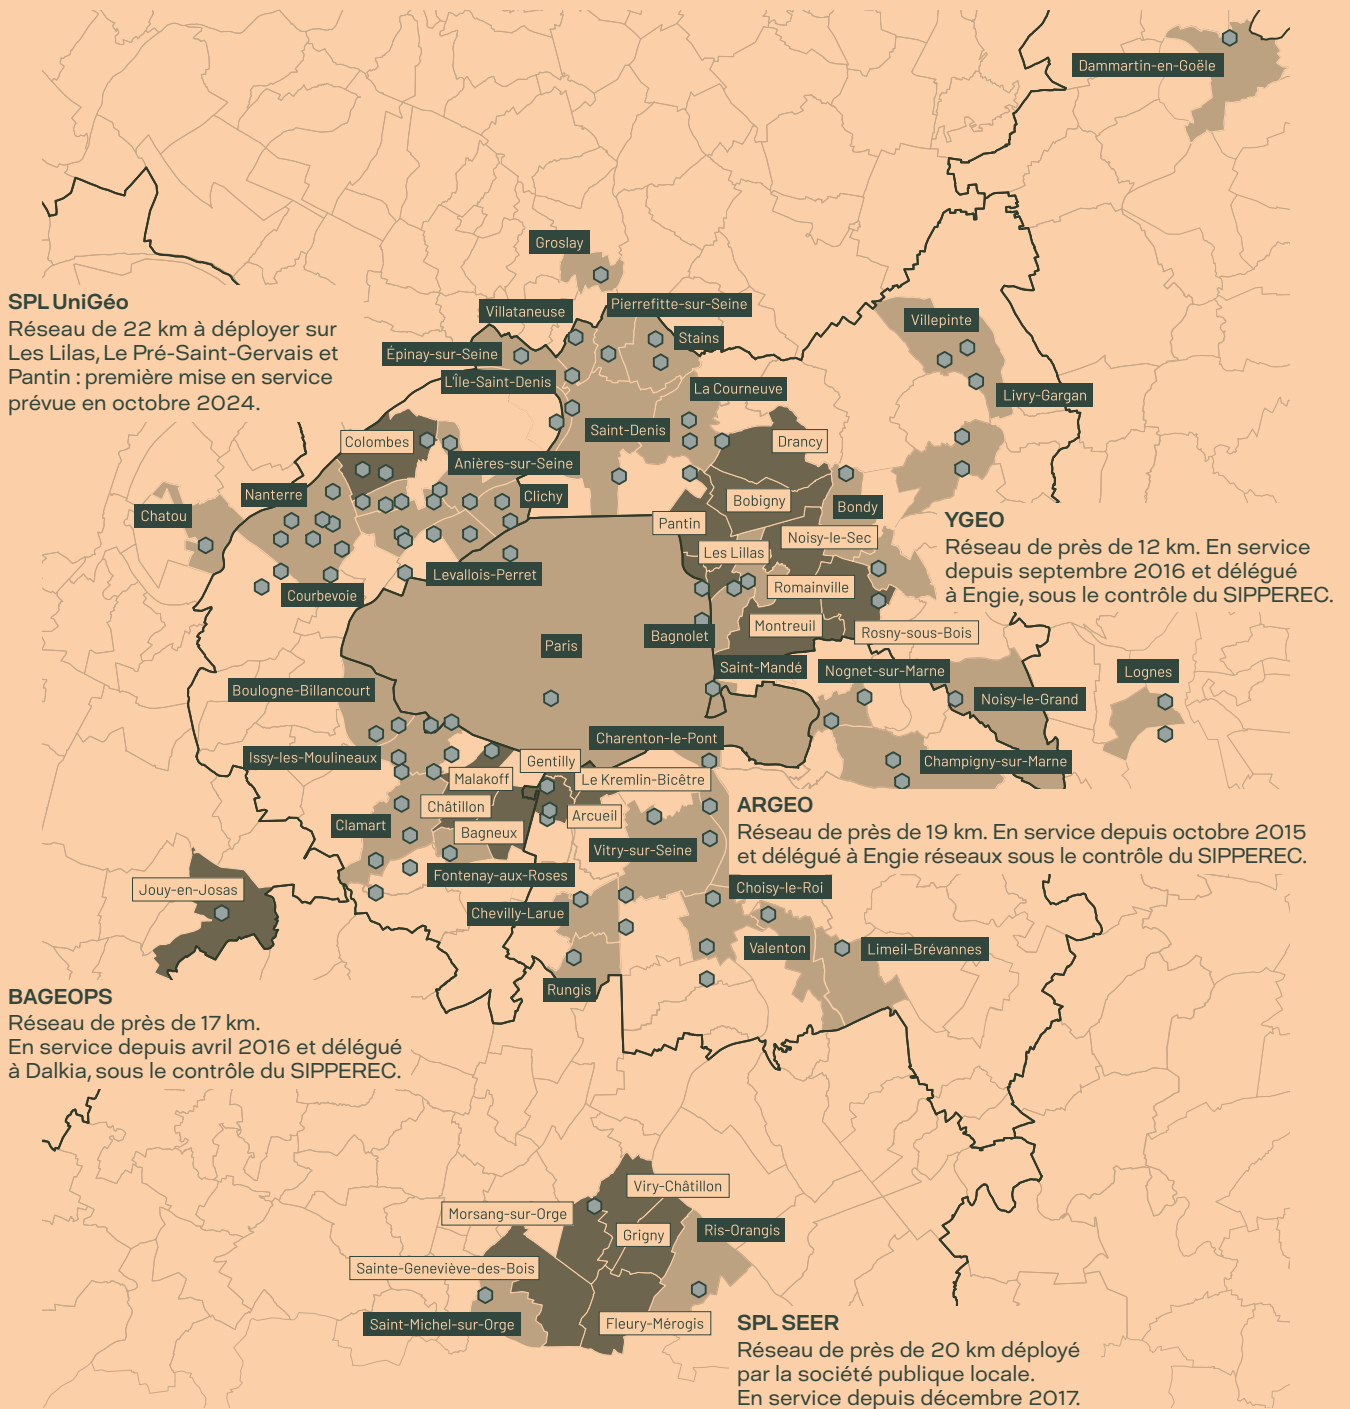 Dammartin-en-Goële
Groslay
SPL UniGéo
Réseau de 22 km à déployer sur
Les Lilas, Le Pré-Saint-Gervais et
Pantin : première mise en service
prévue en octobre 2024.
Villataneuse
Pierrefitte-sur-Seine
Villepinte
Stains
Épinay-sur-Seine
L'Île-Saint-Denis
La Courneuve
Livry-Gargan
Saint-Denis
Colombes
Drancy
Anières-sur-Seine
Nanterre
Clichy
Chatou
Bobigny
Bondy
Pantin
Noisy-le-Sec
Les Lillas
YGEO
Réseau de près de 12 km. En service
depuis septembre 2016 et délégué
à Engie, sous le contrôle du SIPPEREC.
Levallois-Perret
Courbevoie
Romainville
Montreuil
Rosny-sous-Bois
Bagnolet
Paris
Saint-Mandé
Nognet-sur-Marne
Lognes
Boulogne-Billancourt
Noisy-le-Grand
Charenton-le-Pont
Issy-les-Moulineaux
Gentilly
Champigny-sur-Marne
Malakoff
Le Kremlin-Bicêtre
Châtillon
Arcueil
ARGEO
Réseau de près de 19 km. En service depuis octobre 2015
et délégué à Engie réseaux sous le contrôle du SIPPEREC.
Clamart
Bagneux
Vitry-sur-Seine
Fontenay-aux-Roses
Jouy-en-Josas
Choisy-le-Roi
Chevilly-Larue
Valenton
Limeil-Brévannes
Rungis
BAGEOPS
Réseau de près de 17 km.
En service depuis avril 2016 et délégué
à Dalkia, sous le contrôle du SIPPEREC.
Viry-Châtillon
Morsang-sur-Orge
Grigny
Ris-Orangis
Sainte-Geneviève-des-Bois
Saint-Michel-sur-Orge
Fleury-Mérogis
SPL SEER
Réseau de près de 20 km déployé
par la société publique locale.
En service depuis décembre 2017.